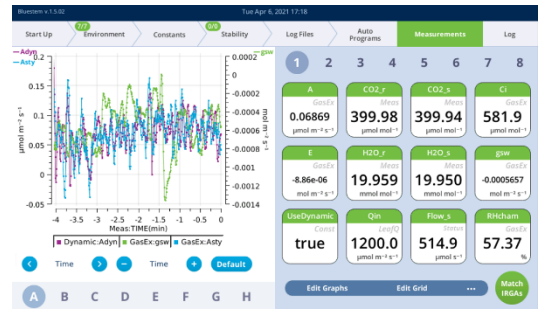 Bluestem v.1.5.02
Tue Apr 6, 2021 17:18
Start Up
7/7
Environment
Constants
0/0
Stability
Log Files
Auto Programs
Measurements
Log
Adyn
Asty
gsw
0.2
0.15
0.1
0.05
0
-0.05
µmol m⁻² s⁻¹
0.0002
0
-0.0002
-0.0004
-0.0006
-0.0008
-0.001
-0.0012
-0.0014
mol m⁻² s⁻¹
-4 -3.5 -3 -2.5 -2 -1.5 -1 -0.5 0
Meas:TIME(min)
Dynamic:Adyn GasEx:gsw GasEx:Asty
Time
Time
Default
A B C D E F G H
1 2 3 4 5 6 7 8
A
GasEx
0.06869
µmol m⁻² s⁻¹
CO2_r
Meas
399.98
µmol mol⁻¹
CO2_s
Meas
399.94
µmol mol⁻¹
Ci
GasEx
581.9
µmol mol⁻¹
E
GasEx
-8.86e-06
mol m⁻² s⁻¹
H2O_r
Meas
19.959
mmol mol⁻¹
H2O_s
Meas
19.950
mmol mol⁻¹
gsw
GasEx
-0.0005657
mol m⁻² s⁻¹
UseDynamic
Const
true
Qin
LeafQ
1200.0
µmol m⁻² s⁻¹
Flow_s
Status
514.9
µmol s⁻¹
RHcham
GasEx
57.37
%
Edit Graphs
Edit Grid
...
Match
IRGAs